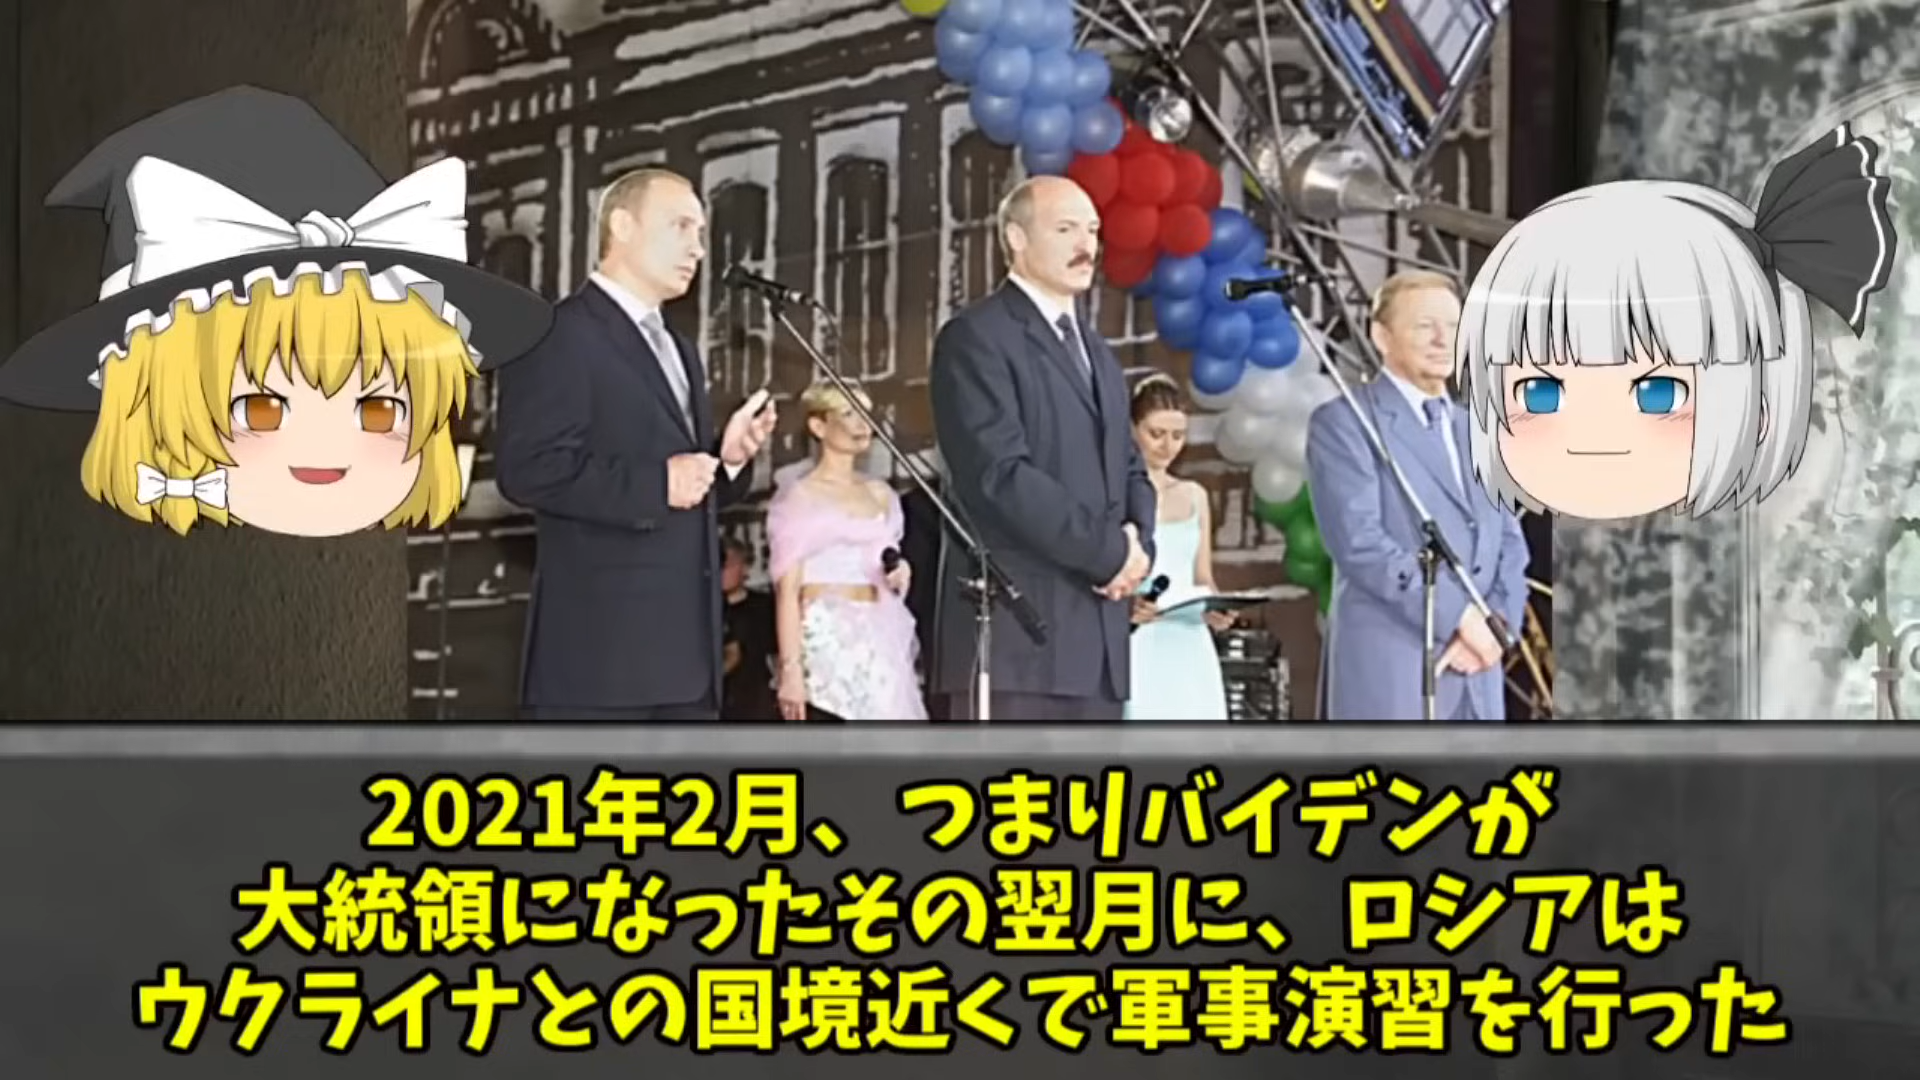 2021年2月、つまりバイデンが
大統領になったその翌月に、ロシアは
ウクライナとの国境近くで軍事演習を行った